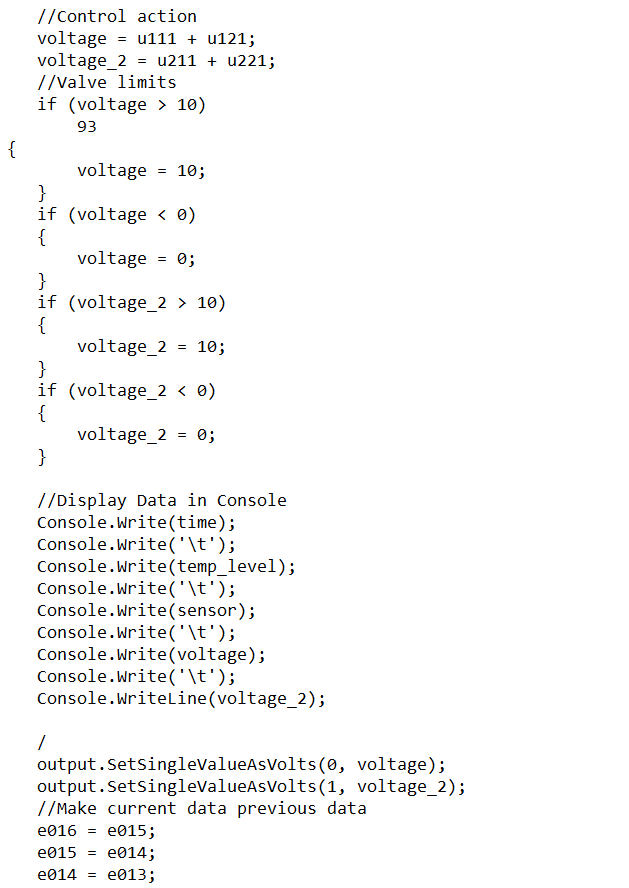 //Control action
voltage = u111 + u121;
voltage_2 = u211 + u221;
//Valve limits
if (voltage > 10)
93
{
voltage = 10;
}
if (voltage < 0)
{
voltage = 0;
}
if (voltage_2 > 10)
{
voltage_2 = 10;
}
if (voltage_2 < 0)
{
voltage_2 = 0;
}
//Display Data in Console
Console.Write(time);
Console.Write('\t');
Console.Write(temp_level);
Console.Write('\t');
Console.Write(sensor);
Console.Write('\t');
Console.Write(voltage);
Console.Write('\t');
Console.WriteLine(voltage_2);
/
output.SetSingleValueAsVolts(0, voltage);
output.SetSingleValueAsVolts(1, voltage_2);
//Make current data previous data
e016 = e015;
e015 = e014;
e014 = e013;